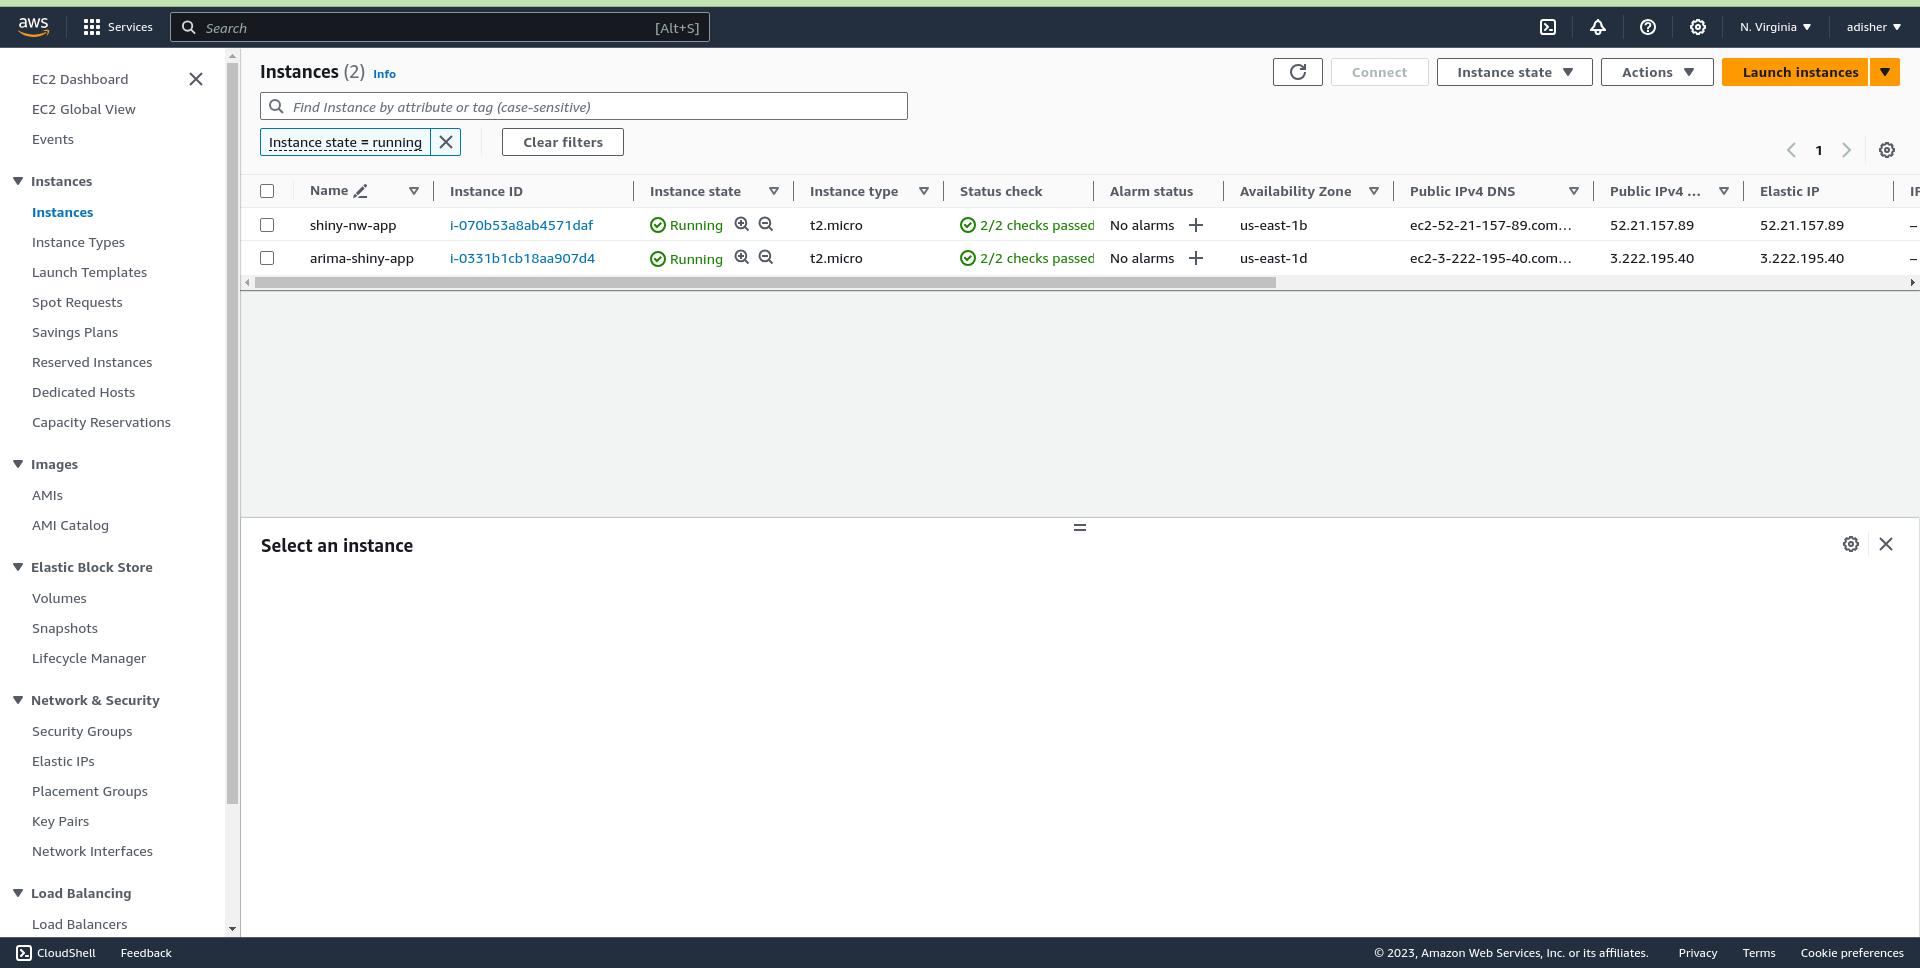 aws
Services
Search
[Alt+S]
N. Virginia
adisher
EC2 Dashboard
EC2 Global View
Events
Instances
Instances
Instance Types
Launch Templates
Spot Requests
Savings Plans
Reserved Instances
Dedicated Hosts
Capacity Reservations
Images
AMIs
AMI Catalog
Elastic Block Store
Volumes
Snapshots
Lifecycle Manager
Network & Security
Security Groups
Elastic IPs
Placement Groups
Key Pairs
Network Interfaces
Load Balancing
Load Balancers
Instances (2) Info
Connect
Instance state
Actions
Launch instances
Find Instance by attribute or tag (case-sensitive)
Instance state = running
Clear filters
1
Name Instance ID Instance state Instance type Status check Alarm status Availability Zone Public IPv4 DNS Public IPv4 ... Elastic IP
shiny-nw-app i-070b53a8ab4571daf Running t2.micro 2/2 checks passed No alarms + us-east-1b ec2-52-21-157-89.com... 52.21.157.89 52.21.157.89 –
arima-shiny-app i-0331b1cb18aa907d4 Running t2.micro 2/2 checks passed No alarms + us-east-1d ec2-3-222-195-40.com... 3.222.195.40 3.222.195.40 –
Select an instance
CloudShell
Feedback
© 2023, Amazon Web Services, Inc. or its affiliates.
Privacy
Terms
Cookie preferences